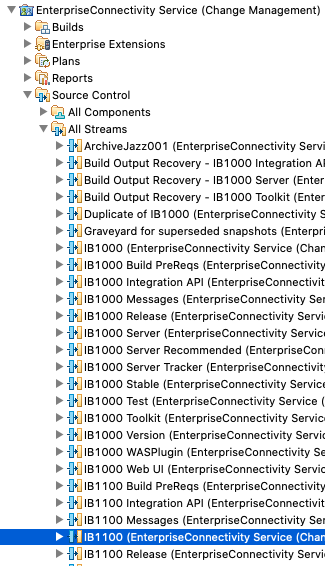 EnterpriseConnectivity Service (Change Management)
Builds
Enterprise Extensions
Plans
Reports
Source Control
All Components
All Streams
ArchiveJazz001 (EnterpriseConnectivity Servi
Build Output Recovery - IB1000 Integration AP
Build Output Recovery - IB1000 Server (Enter
Build Output Recovery - IB1000 Toolkit (Enter
Duplicate of IB1000 (EnterpriseConnectivity S
Graveyard for superseded snapshots (Enterpri
IB1000 (EnterpriseConnectivity Service (Chan
IB1000 Build PreReqs (EnterpriseConnectivity
IB1000 Integration API (EnterpriseConnectivit
IB1000 Messages (EnterpriseConnectivity Ser
IB1000 Release (EnterpriseConnectivity Servi
IB1000 Server (EnterpriseConnectivity Service
IB1000 Server Recommended (EnterpriseConn
IB1000 Server Tracker (EnterpriseConnectivity
IB1000 Stable (EnterpriseConnectivity Service
IB1000 Test (EnterpriseConnectivity Service (
IB1000 Toolkit (EnterpriseConnectivity Service
IB1000 Version (EnterpriseConnectivity Servic
IB1000 WASPlugin (EnterpriseConnectivity Se
IB1000 Web UI (EnterpriseConnectivity Servic
IB1100 Build PreReqs (EnterpriseConnectivity
IB1100 Integration API (EnterpriseConnectivit
IB1100 Messages (EnterpriseConnectivity Ser
IB1100 (EnterpriseConnectivity Service (Chan
IB1100 Release (EnterpriseConnectivity Servic